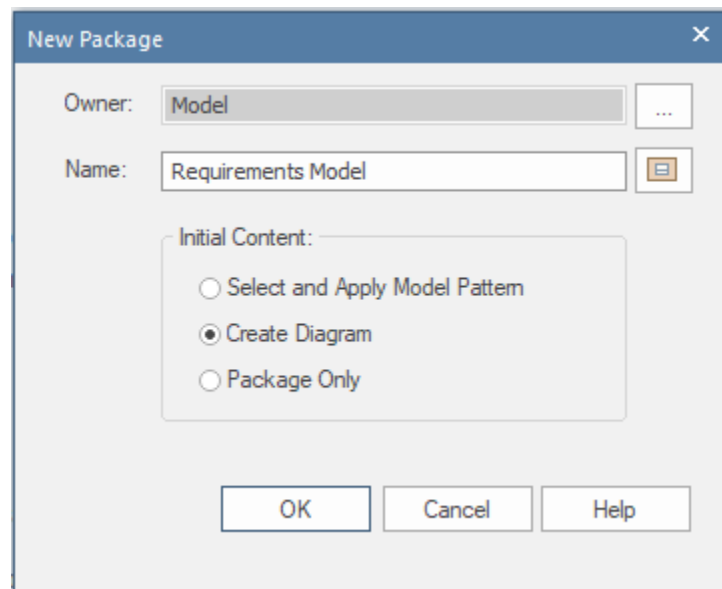 New Package
Owner: Model ...
Name: Requirements Model
Initial Content:
Select and Apply Model Pattern
Create Diagram
Package Only
OK Cancel Help